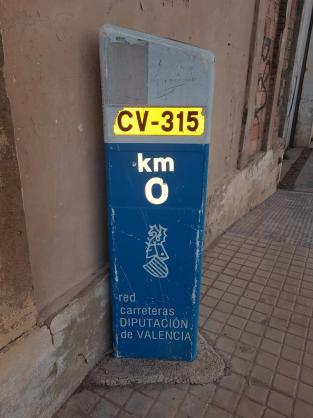 CV-315
km
0
red
carreteras
DIPUTACIÓN
de VALENCIA